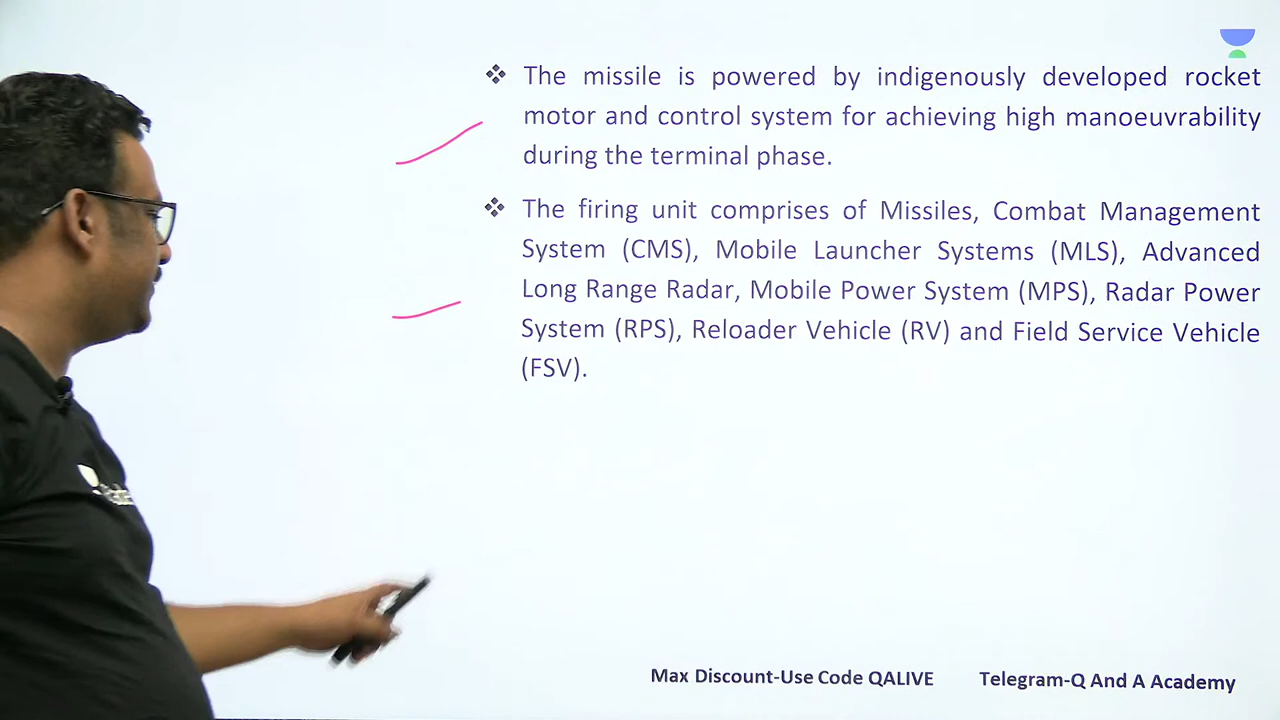 ❖ The missile is powered by indigenously developed rocket
motor and control system for achieving high manoeuvrability
during the terminal phase.
❖ The firing unit comprises of Missiles, Combat Management
System (CMS), Mobile Launcher Systems (MLS), Advanced
Long Range Radar, Mobile Power System (MPS), Radar Power
System (RPS), Reloader Vehicle (RV) and Field Service Vehicle
(FSV).
Max Discount-Use Code QALIVE Telegram-Q And A Academy